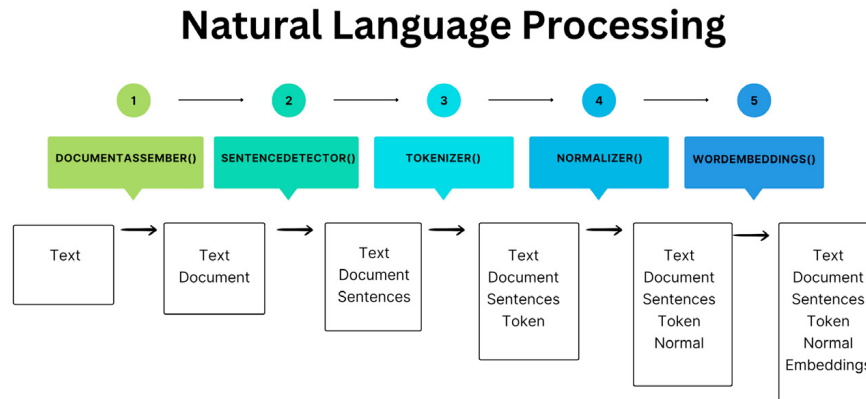 Natural Language Processing
1
2
3
4
5
DOCUMENTASSEMBER()
SENTENCEDETECTOR()
TOKENIZER()
NORMALIZER()
WORDEMBEDDINGS()
Text
Text
Document
Text
Document
Sentences
Text
Document
Sentences
Token
Text
Document
Sentences
Token
Normal
Text
Document
Sentences
Token
Normal
Embeddings